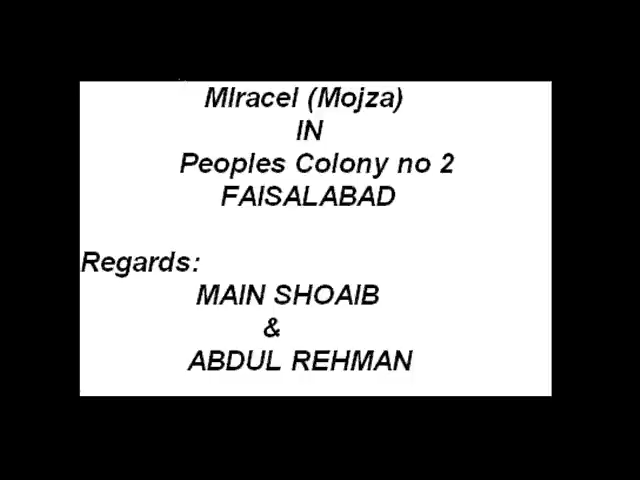 MIracel (Mojza)
IN
Peoples Colony no 2
FAISALABAD
Regards:
MAIN SHOAIB
&
ABDUL REHMAN